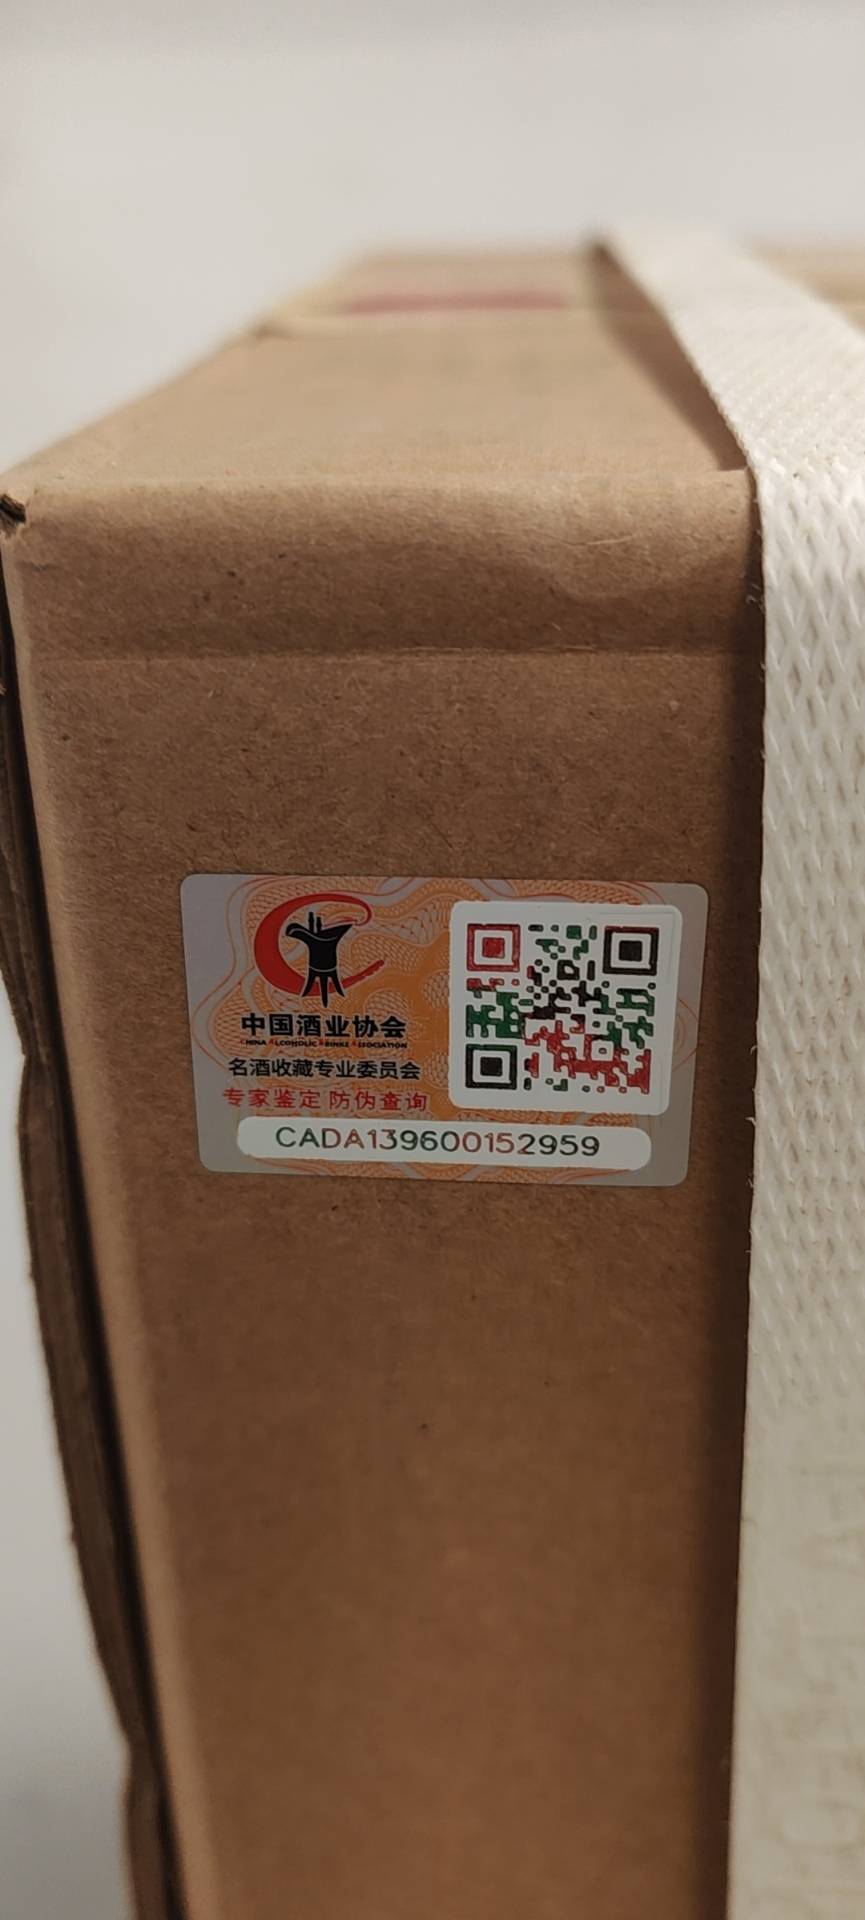 中国酒业协会
CHINA ALCOHOLIC DRINKS ASSOCIATION
名酒收藏专业委员会
专家鉴定 防伪查询
CADA139600152959